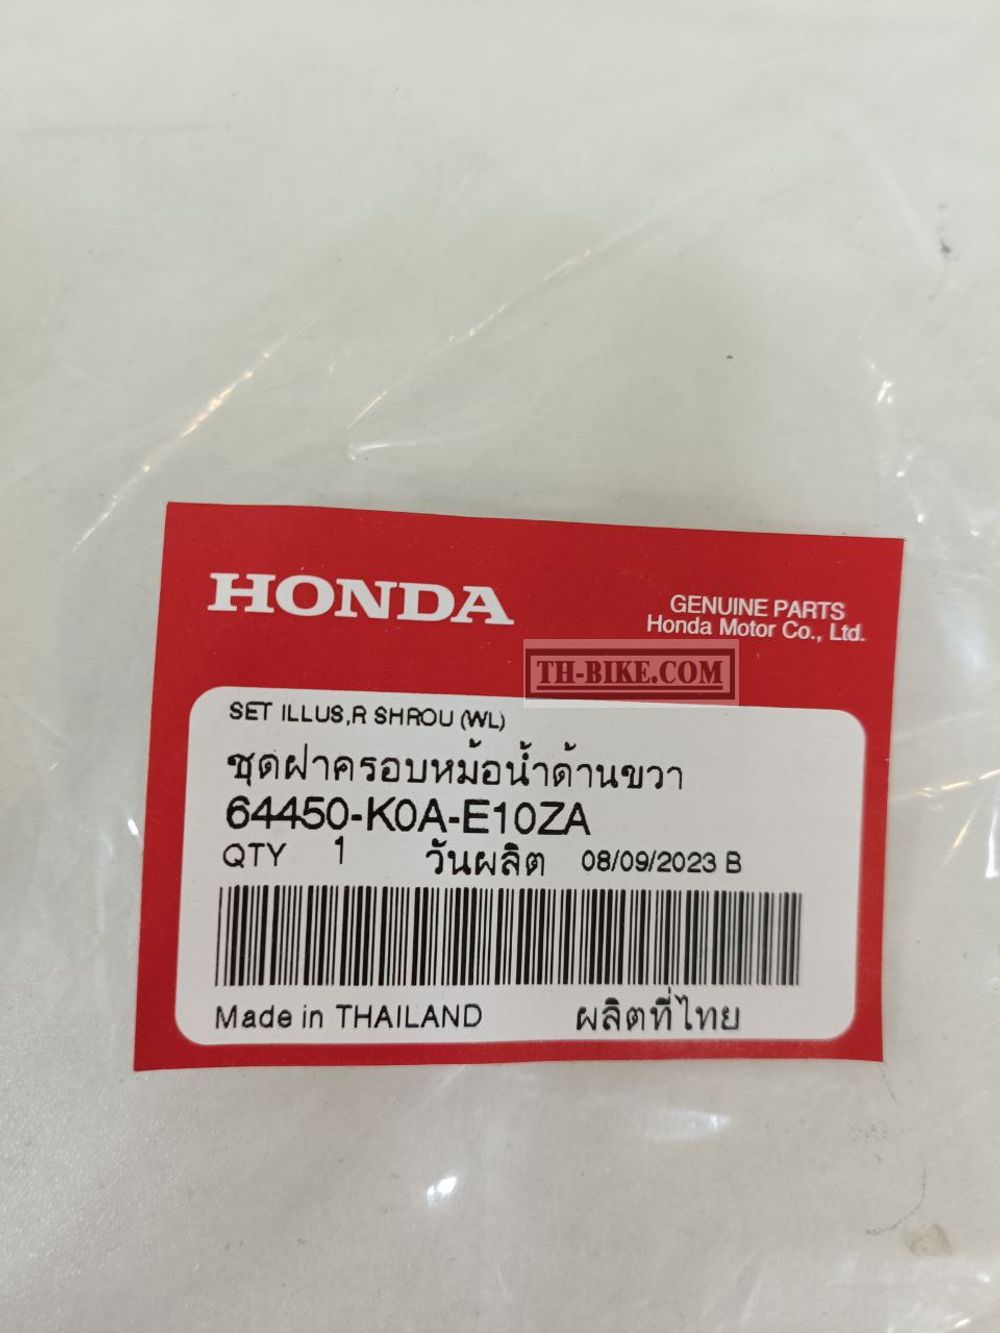 HONDA
GENUINE PARTS
Honda Motor Co., Ltd.
TH-BIKE.COM
SET ILLUS,R SHROU (WL)
ชุดฝาครอบหม้อน้ำด้านขวา
64450-K0A-E10ZA
QTY 1 วันผลิต 08/09/2023 B
Made in THAILAND ผลิตที่ไทย